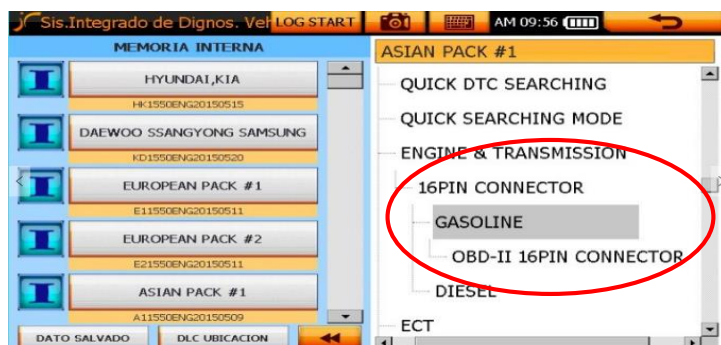 Sis.Integrado de Dignos. Veh LOG START AM 09:56
MEMORIA INTERNA
HYUNDAI,KIA
HK1550ENG20150515
DAEWOO SSANGYONG SAMSUNG
KD1550ENG20150520
EUROPEAN PACK #1
E11550ENG20150511
EUROPEAN PACK #2
E21550ENG20150511
ASIAN PACK #1
A11550ENG20150509
DATO SALVADO DLC UBICACION
ASIAN PACK #1
QUICK DTC SEARCHING
QUICK SEARCHING MODE
ENGINE & TRANSMISSION
16PIN CONNECTOR
GASOLINE
OBD-II 16PIN CONNECTOR
DIESEL
ECT